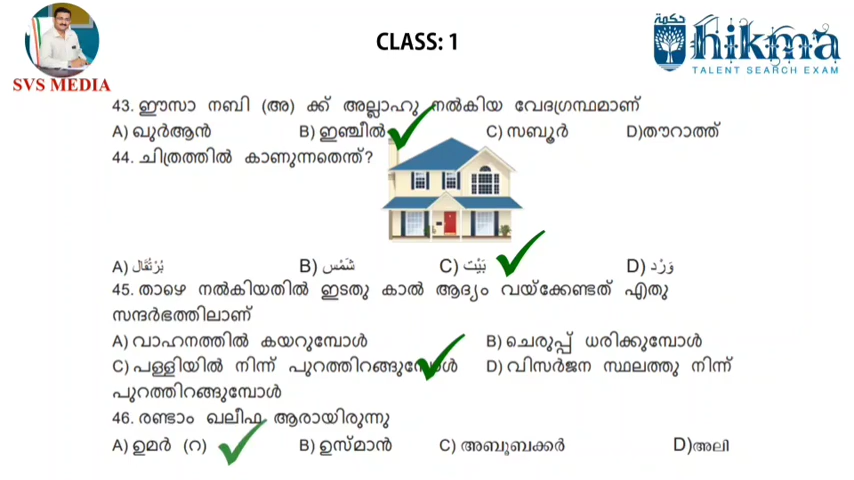 CLASS: 1
SVS MEDIA
حكمة
hikma
TALENT SEARCH EXAM
43. ഈസാ നബി (അ) ക്ക് അല്ലാഹു നൽകിയ വേദഗ്രന്ഥമാണ്
A) ഖുർആൻ B) ഇഞ്ചീൽ C) സബൂർ D)തൗറാത്ത്
44. ചിത്രത്തിൽ കാണുന്നതെന്ത്?
A) بُرْتُقَال B) شَمْس C) بَيْت D) وَرْد
45. താഴെ നൽകിയതിൽ ഇടതു കാൽ ആദ്യം വയ്ക്കേണ്ടത് ഏതു
സന്ദർഭത്തിലാണ്
A) വാഹനത്തിൽ കയറുമ്പോൾ B) ചെരുപ്പ് ധരിക്കുമ്പോൾ
C) പള്ളിയിൽ നിന്ന് പുറത്തിറങ്ങുമ്പോൾ D) വിസർജന സ്ഥലത്തു നിന്ന്
പുറത്തിറങ്ങുമ്പോൾ
46. രണ്ടാം ഖലീഫ ആരായിരുന്നു
A) ഉമർ (റ) B) ഉസ്മാൻ C) അബൂബക്കർ D)അലി